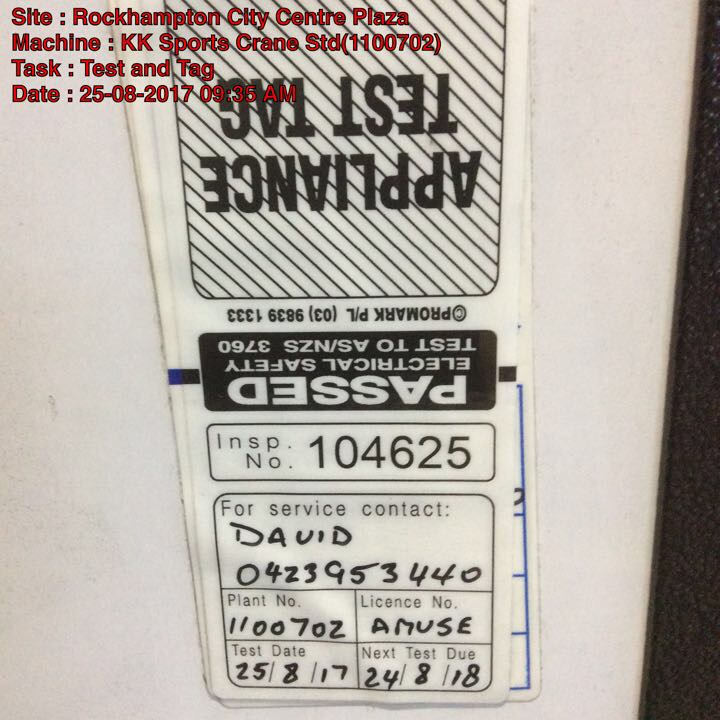 Site : Rockhampton City Centre Plaza
Machine : KK Sports Crane Std(1100702)
Task : Test and Tag
Date : 25-08-2017 09:35 AM
APPLIANCE
TEST TAG
©PROMARK P/L (03) 9839 1333
PASSED
ELECTRICAL SAFETY
TEST TO AS/NZS 3760
Insp. No. 104625
For service contact:
DAVID
0423953440
Plant No. Licence No.
1100702 AMUSE
Test Date Next Test Due
25/8/17 24/8/18